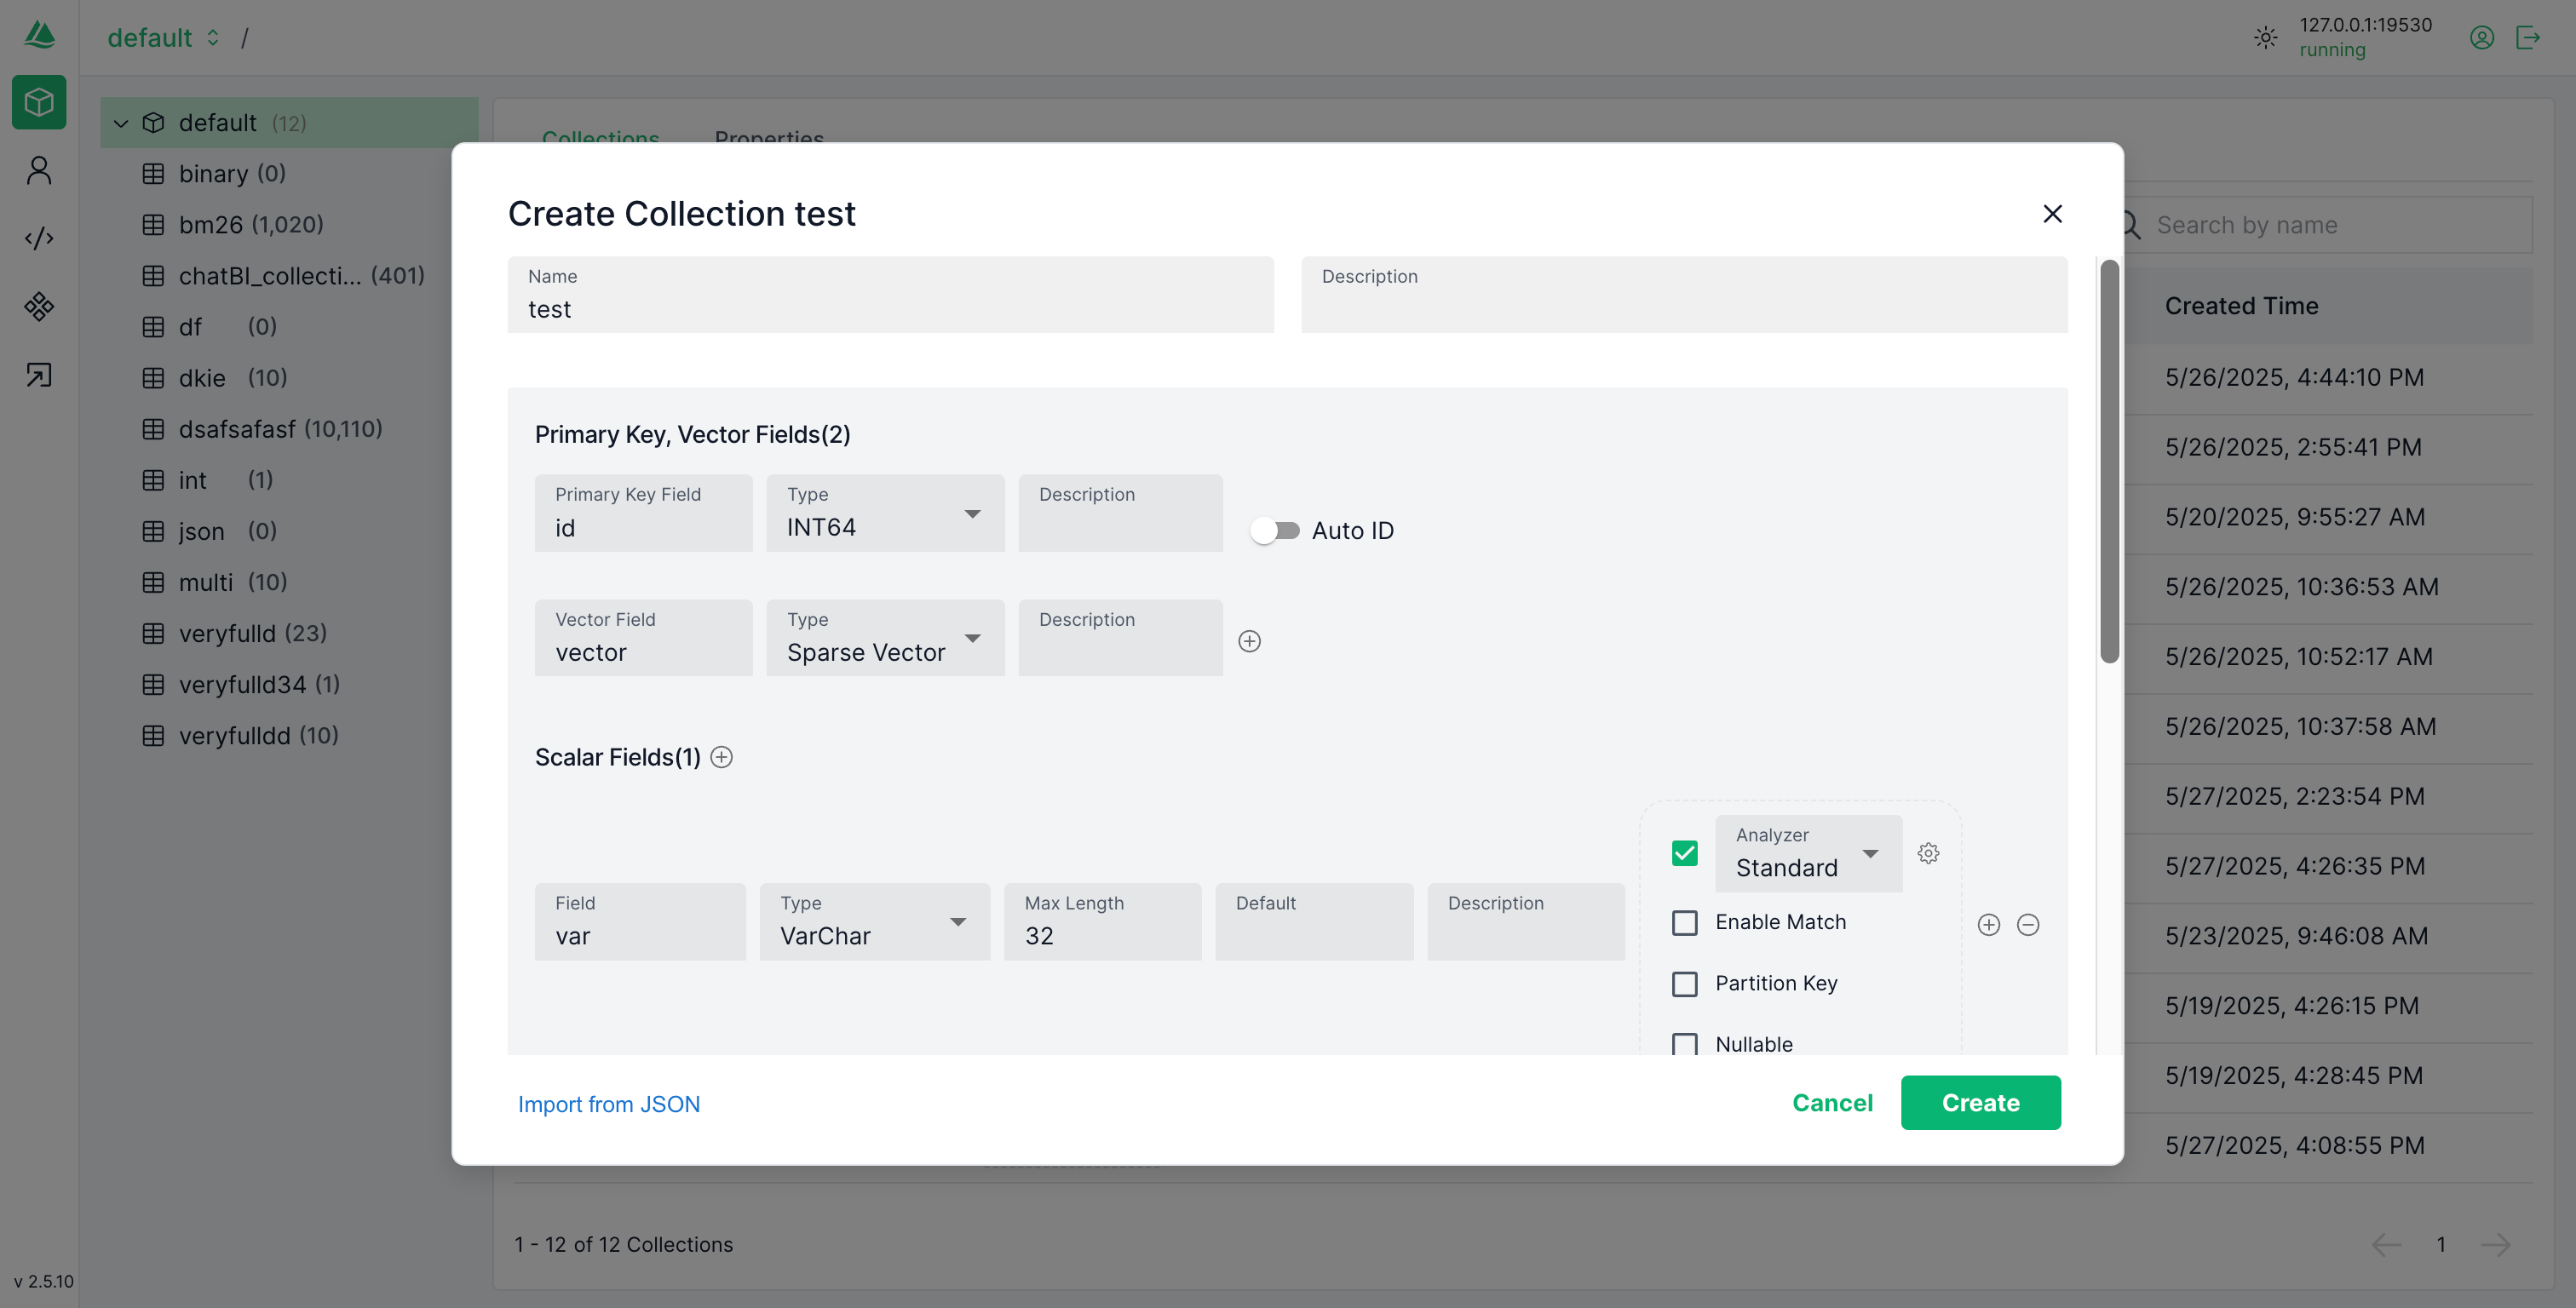 default /
127.0.0.1:19530
running
default (12)
binary (0)
bm26 (1,020)
chatBI_collecti... (401)
df (0)
dkie (10)
dsafsafasf (10,110)
int (1)
json (0)
multi (10)
veryfulld (23)
veryfulld34 (1)
veryfulldd (10)
v 2.5.10
Collections Properties
Search by name
Created Time
5/26/2025, 4:44:10 PM
5/26/2025, 2:55:41 PM
5/20/2025, 9:55:27 AM
5/26/2025, 10:36:53 AM
5/26/2025, 10:52:17 AM
5/26/2025, 10:37:58 AM
5/27/2025, 2:23:54 PM
5/27/2025, 4:26:35 PM
5/23/2025, 9:46:08 AM
5/19/2025, 4:26:15 PM
5/19/2025, 4:28:45 PM
5/27/2025, 4:08:55 PM
Create Collection test
Name
test
Description
Primary Key, Vector Fields(2)
Primary Key Field
id
Type
INT64
Description
Auto ID
Vector Field
vector
Type
Sparse Vector
Description
Scalar Fields(1)
Field
var
Type
VarChar
Max Length
32
Default
Description
Analyzer
Standard
Enable Match
Partition Key
Nullable
Import from JSON
Cancel
Create
1 - 12 of 12 Collections
1